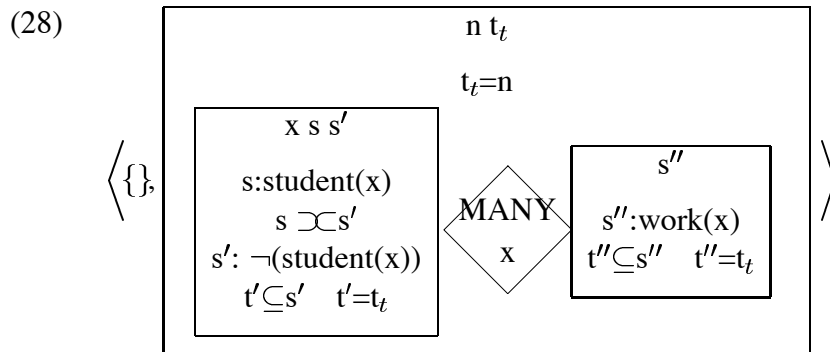 (28)
n t_t
t_t=n
⟨{},
x s s′
s:student(x)
s ⊃⊂ s′
s′: ¬(student(x))
t′⊆s′ t′=t_t
MANY
x
s″
s″:work(x)
t″⊆s″ t″=t_t
⟩